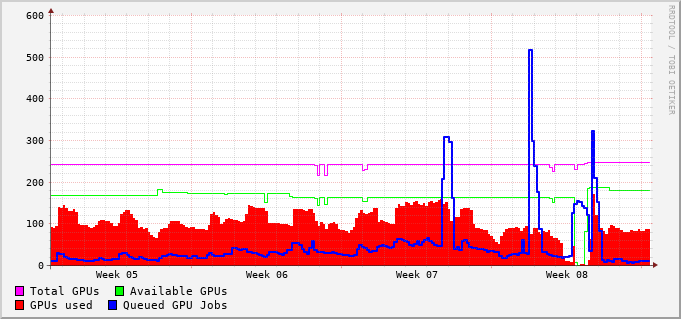 600
500
400
300
200
100
0
Week 05 Week 06 Week 07 Week 08
Total GPUs Available GPUs
GPUs used Queued GPU Jobs
RRDTOOL / TOBI OETIKER